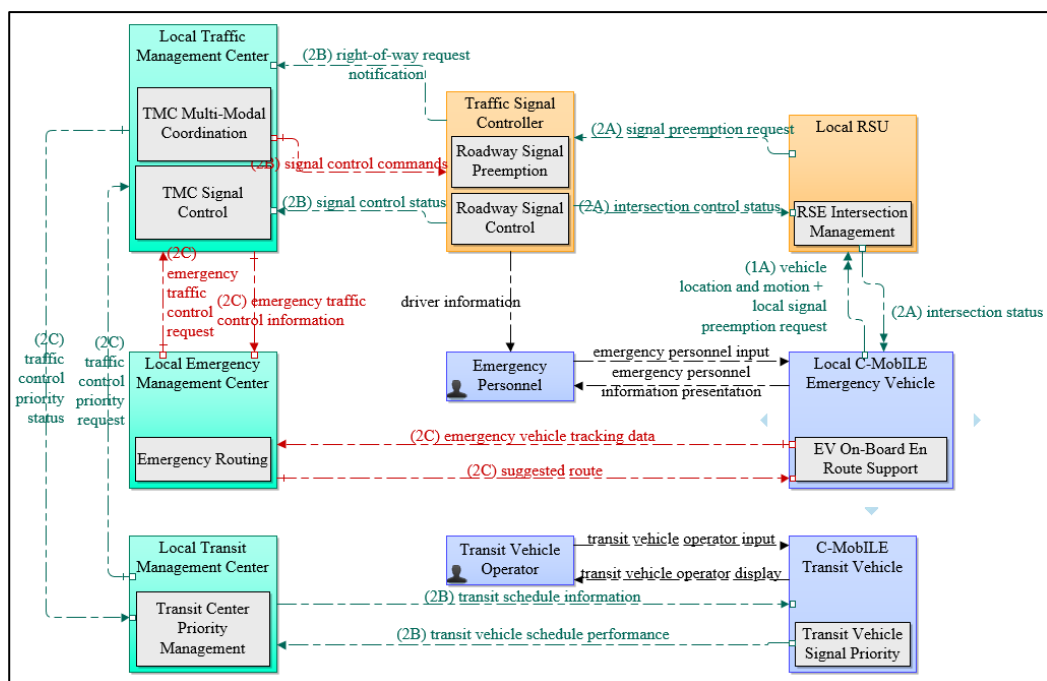 Local Traffic
Management Center
TMC Multi-Modal
Coordination
TMC Signal
Control
(2B) right-of-way request
notification
(2B) signal control commands
(2B) signal control status
Traffic Signal
Controller
Roadway Signal
Preemption
Roadway Signal
Control
(2A) signal preemption request
(2A) intersection control status
Local RSU
RSE Intersection
Management
(2C)
emergency
traffic
control
request
(2C) emergency traffic
control information
driver information
(1A) vehicle
location and motion +
local signal
preemption request
(2A) intersection status
(2C)
traffic
control
priority
status
(2C)
traffic
control
priority
request
Local Emergency
Management Center
Emergency Routing
Emergency
Personnel
emergency personnel input
emergency personnel
information presentation
Local C-MobILE
Emergency Vehicle
EV On-Board En
Route Support
(2C) emergency vehicle tracking data
(2C) suggested route
Local Transit
Management Center
Transit Center
Priority
Management
Transit Vehicle
Operator
transit vehicle operator input
transit vehicle operator display
(2B) transit schedule information
(2B) transit vehicle schedule performance
C-MobILE
Transit Vehicle
Transit Vehicle
Signal Priority